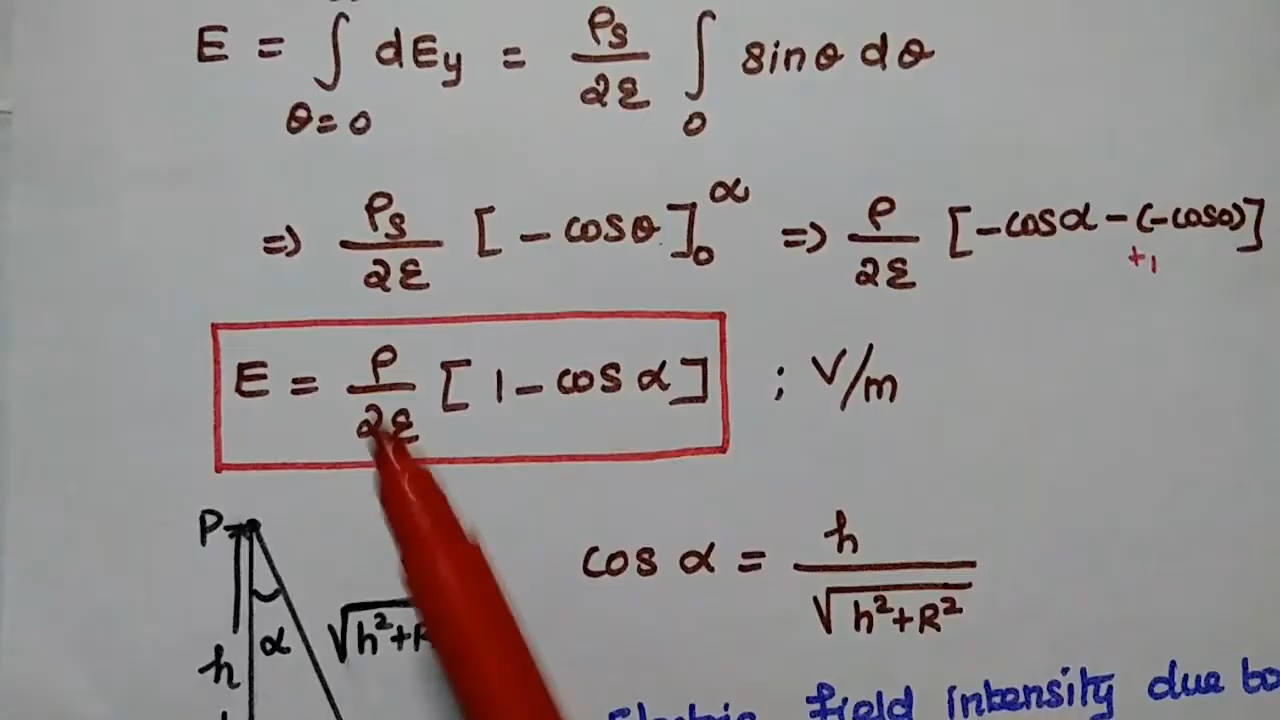 E = ∫ dEy = ρs/2ε ∫ sinθ dθ
θ=0 0
⇒ ρs/2ε [-cosθ]₀^α ⇒ ρ/2ε [-cosα-(-cos0)]
+1
E = ρ/2ε [1-cos α] ; V/m
P
cos α = h/√h²+R²
α √h²+R
h
Electric field intensity due to